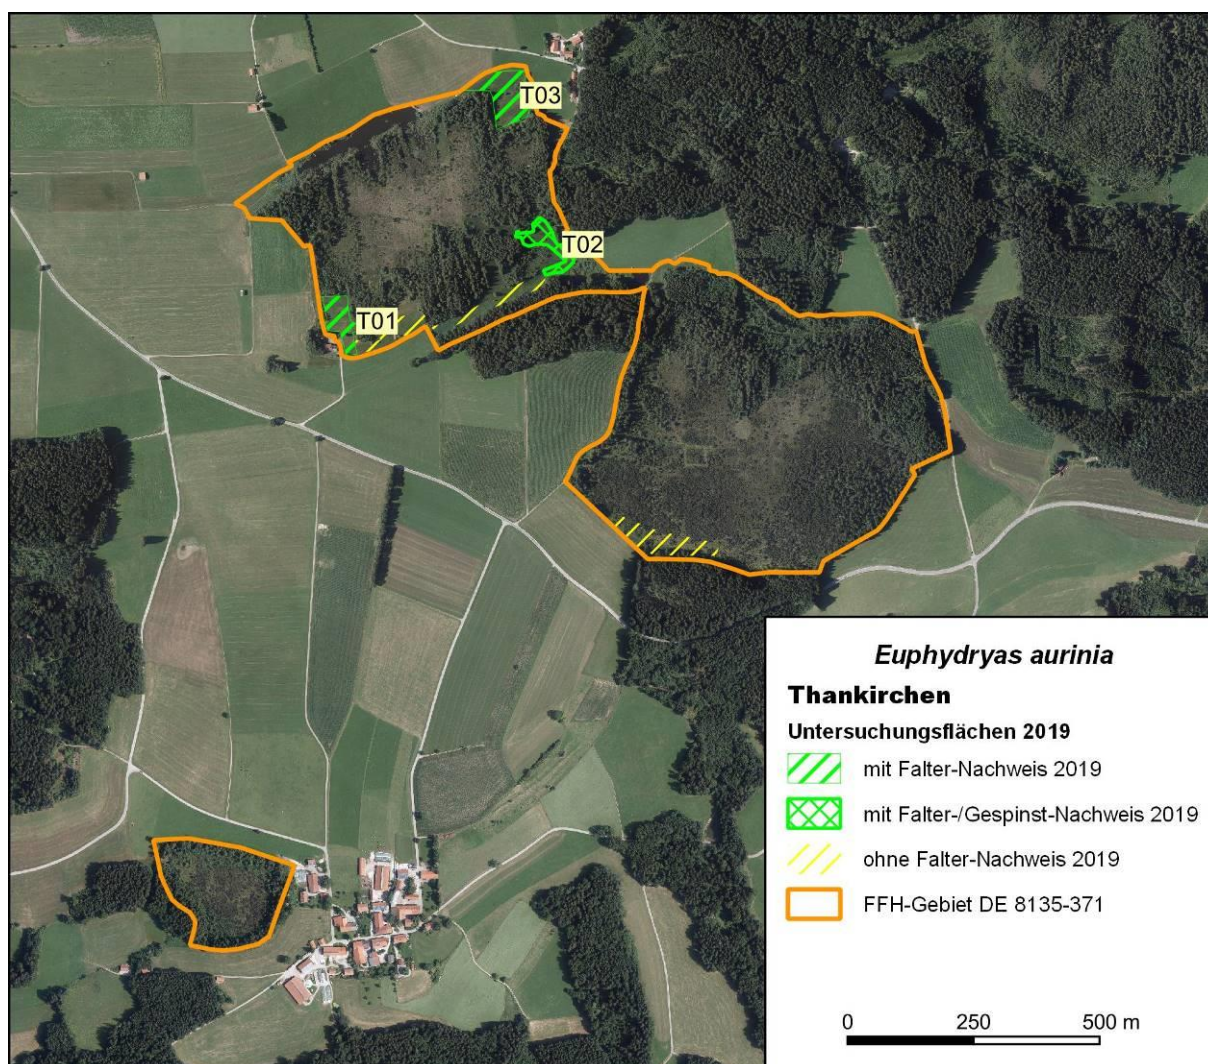 T03
T02
T01
Euphydryas aurinia
Thankirchen
Untersuchungsflächen 2019
mit Falter-Nachweis 2019
mit Falter-/Gespinst-Nachweis 2019
ohne Falter-Nachweis 2019
FFH-Gebiet DE 8135-371
0 250 500 m